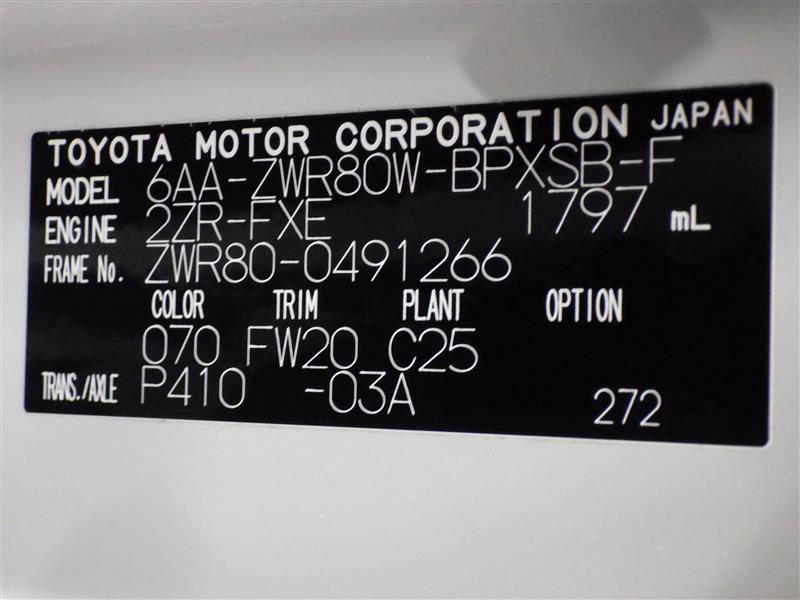 TOYOTA MOTOR CORPORATION JAPAN
MODEL 6AA-ZWR80W-BPXSB-F
ENGINE 2ZR-FXE 1797 mL
FRAME No. ZWR80-0491266
COLOR TRIM PLANT OPTION
070 FW20 C25
TRANS./AXLE P410 -03A 272